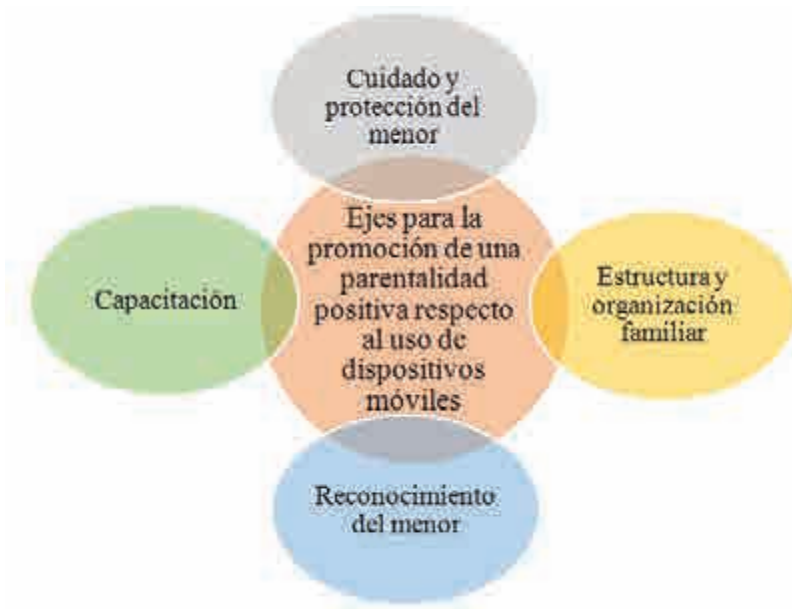 Cuidado y
protección del
menor
Ejes para la
promoción de una
parentalidad
positiva respecto
al uso de
dispositivos
móviles
Capacitación
Estructura y
organización
familiar
Reconocimiento
del menor